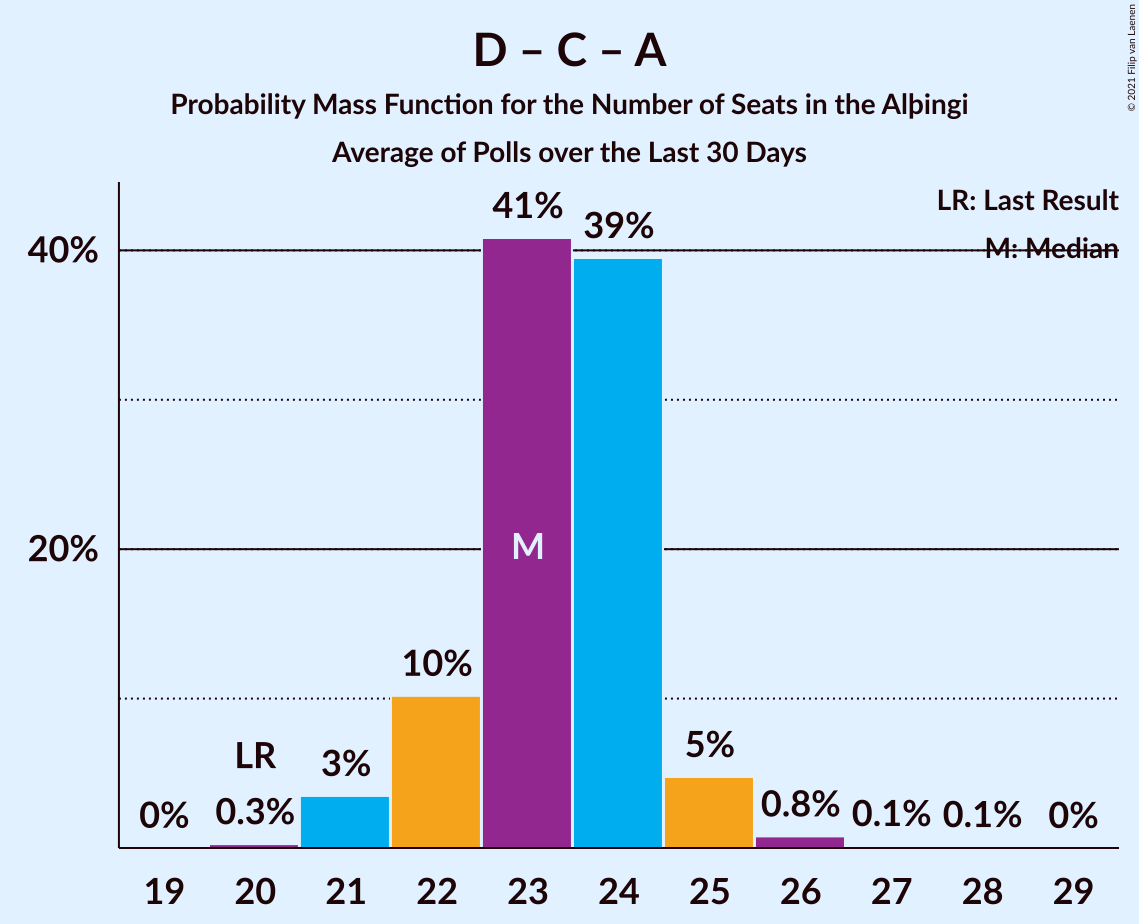 D – C – A
Probability Mass Function for the Number of Seats in the Alþingi
Average of Polls over the Last 30 Days
© 2021 Filip van Laenen
LR: Last Result
M: Median
40%
20%
0%
LR
0.3%
3%
10%
41%
M
39%
5%
0.8%
0.1%
0.1%
0%
19 20 21 22 23 24 25 26 27 28 29